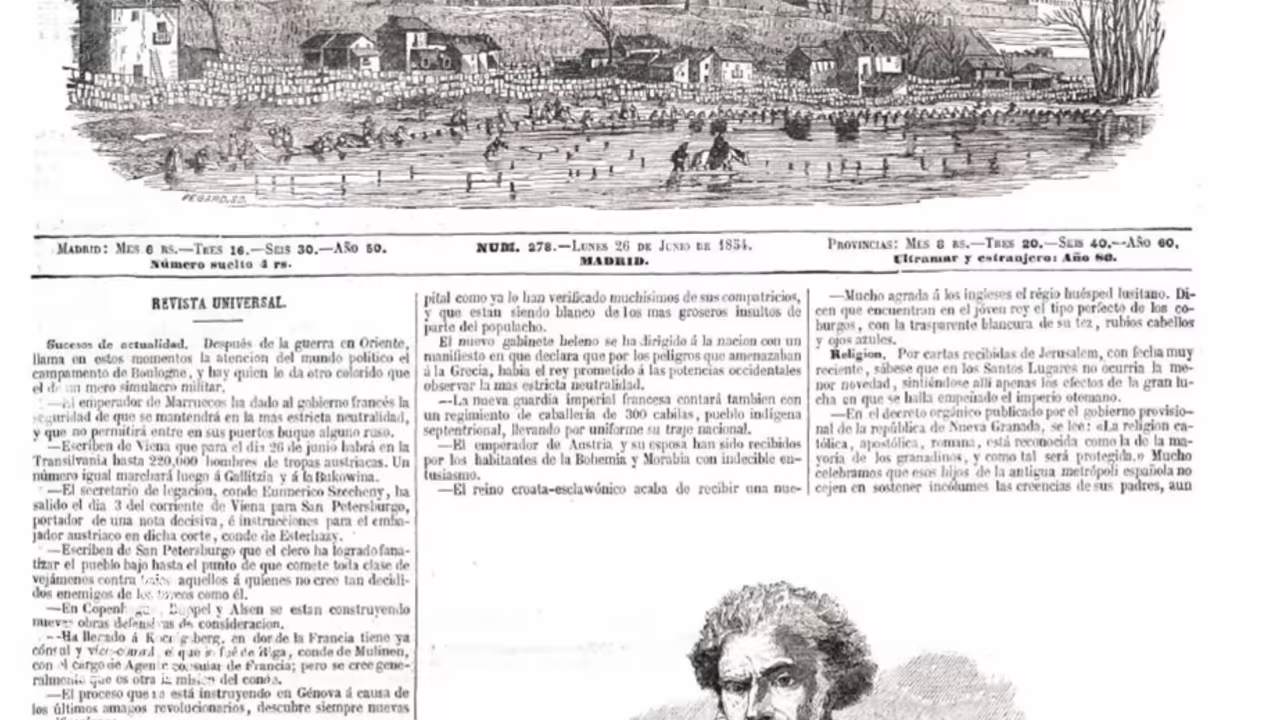 PEGARD. SC.
MADRID: MES 6 RS.—TRES 16.—SEIS 30.—AÑO 50.
Número suelto 4 rs.
NUM. 278.—LUNES 26 DE JUNIO DE 1854.
MADRID.
PROVINCIAS: MES 8 RS.—TRES 20.—SEIS 40.—AÑO 60,
Ultramar y estranjero: Año 80.
REVISTA UNIVERSAL.
Sucesos de actualidad. Después de la guerra en Oriente,
llama en estos momentos la atencion del mundo político el
campamento de Boulogne, y hay quien le da otro colorido que
el de un mero simulacro militar.
—El emperador de Marruecos ha dado al gobierno francés la
seguridad de que se mantendrá en la mas estricta neutralidad,
y que no permitirá entre en sus puertos buque alguno ruso.
—Escriben de Viena que para el dia 26 de junio habrá en la
Transilvania hasta 220,000 hombres de tropas austriacas. Un
número igual marchará luego á Gallitzia y á la Bukowina.
—El secretario de legacion, conde Eunnerico Szecheny, ha
salido el dia 3 del corriente de Viena para San Petersburgo,
portador de una nota decisiva, é instrucciones para el emba-
jador austriaco en dicha corte, conde de Esterhazy.
—Escriben de San Petersburgo que el clero ha logrado fana-
tizar el pueblo bajo hasta el punto de que comete toda clase de
vejámenes contra aquellos á quienes no cree tan decidi-
dos enemigos de los turcos como él.
—En Copenhague, Duppel y Alsen se estan construyendo
nuevas obras defensivas de consideracion.
—Ha llegado á Kœnigsberg, en dor de la Francia tiene ya
cónsul y que fué de Riga, conde de Mulinen,
con el cargo de Agente consular de Francia; pero se cree gene-
ralmente que es otra la mision del conde.
—El proceso que se está instruyendo en Génova á causa de
los últimos amagos revolucionarios, descubre siempre nuevas
pital como ya lo han verificado muchísimos de sus compatricios,
y que están siendo blanco de los mas groseros insultos de
parte del populacho.
El nuevo gabinete heleno se ha dirigido á la nacion con un
manifiesto en que declara que por los peligros que amenazaban
á la Grecia, habia el rey prometido á las potencias occidentales
observar la mas estricta neutralidad.
—La nueva guardia imperial francesa contará tambien con
un regimiento de caballería de 300 cabilas, pueblo indígena
septentrional, llevando por uniforme su traje nacional.
—El emperador de Austria y su esposa han sido recibidos
por los habitantes de la Bohemia y Morabia con indecible en-
tusiasmo.
—El reino croata-esclawónico acaba de recibir una nue-
—Mucho agrada á los ingleses el régio huésped lusitano. Di-
cen que encuentran en el jóven rey el tipo perfecto de los co-
burgos, con la trasparente blancura de su tez, rubios cabellos
y ojos azules.
Religion. Por cartas recibidas de Jerusalem, con fecha muy
reciente, sábese que en los Santos Lugares no ocurria la me-
nor novedad, sintiéndose allí apenas los efectos de la gran lu-
cha en que se halla empeñado el imperio otomano.
—En el decreto orgánico publicado por el gobierno provisio-
nal de la república de Nueva Granada, se lee: «La religion ca-
tólica, apostólica, romana, está reconocida como la de la ma-
yoria de los granadinos, y como tal será protegida.» Mucho
celebramos que esos hijos de la antigua metrópoli española no
cejen en sostener incólumes las creencias de sus padres, aun